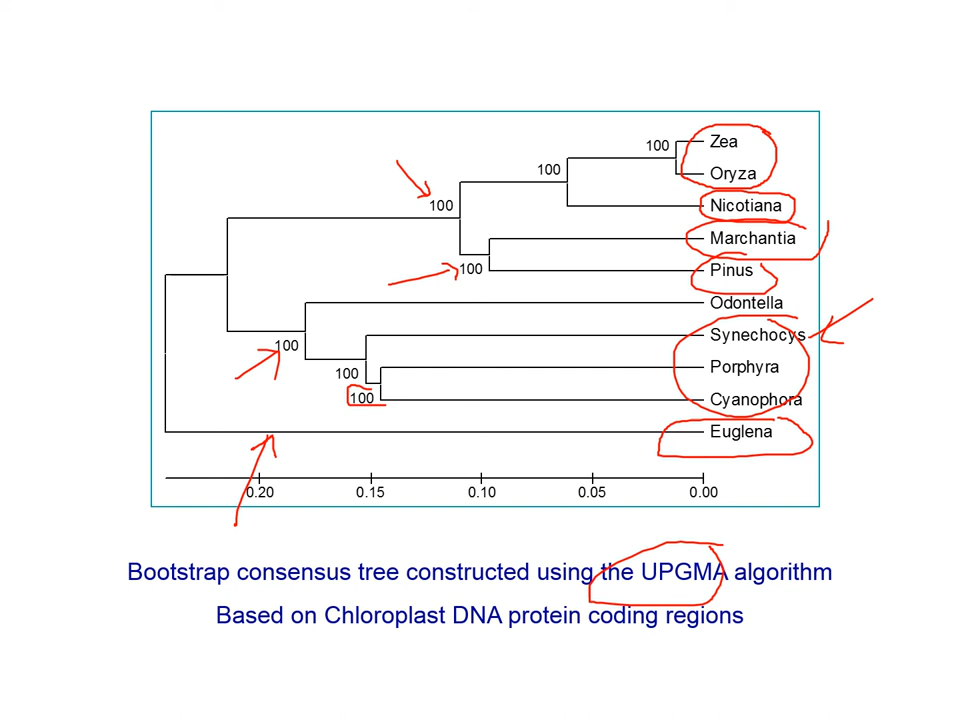 Zea
100
Oryza
100
Nicotiana
100
Marchantia
100
Pinus
Odontella
Synechocys
100
Porphyra
100
Cyanophora
100
Euglena
0.20 0.15 0.10 0.05 0.00
Bootstrap consensus tree constructed using the UPGMA algorithm
Based on Chloroplast DNA protein coding regions